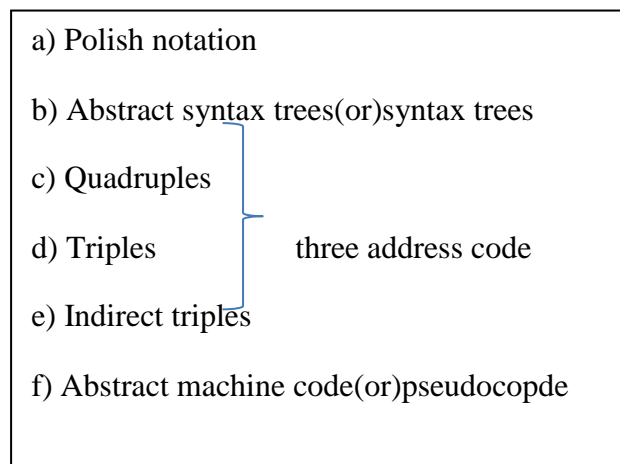 a) Polish notation
b) Abstract syntax trees(or)syntax trees
c) Quadruples
d) Triples three address code
e) Indirect triples
f) Abstract machine code(or)pseudocopde